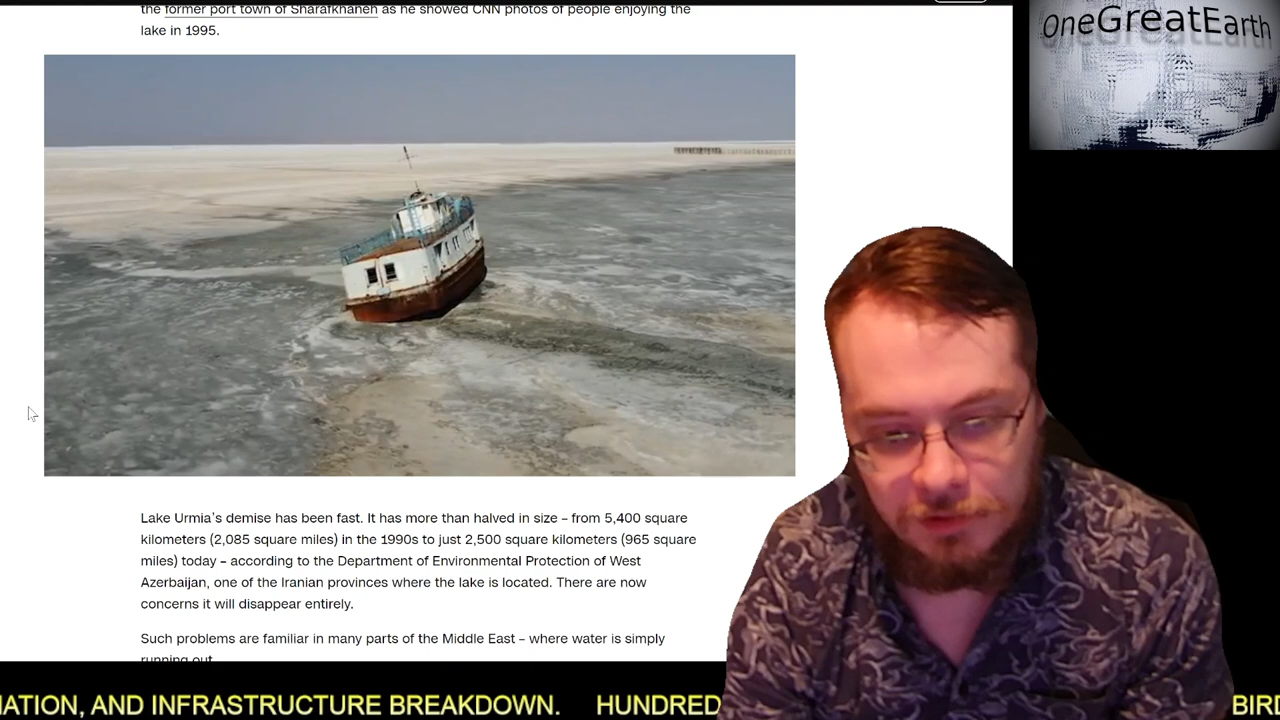 the former port town of Sharafkhaneh as he showed CNN photos of people enjoying the
lake in 1995.
OneGreatEarth
Lake Urmia's demise has been fast. It has more than halved in size – from 5,400 square
kilometers (2,085 square miles) in the 1990s to just 2,500 square kilometers (965 square
miles) today – according to the Department of Environmental Protection of West
Azerbaijan, one of the Iranian provinces where the lake is located. There are now
concerns it will disappear entirely.
Such problems are familiar in many parts of the Middle East – where water is simply
running out.
IATION, AND INFRASTRUCTURE BREAKDOWN. HUNDRED BIRD